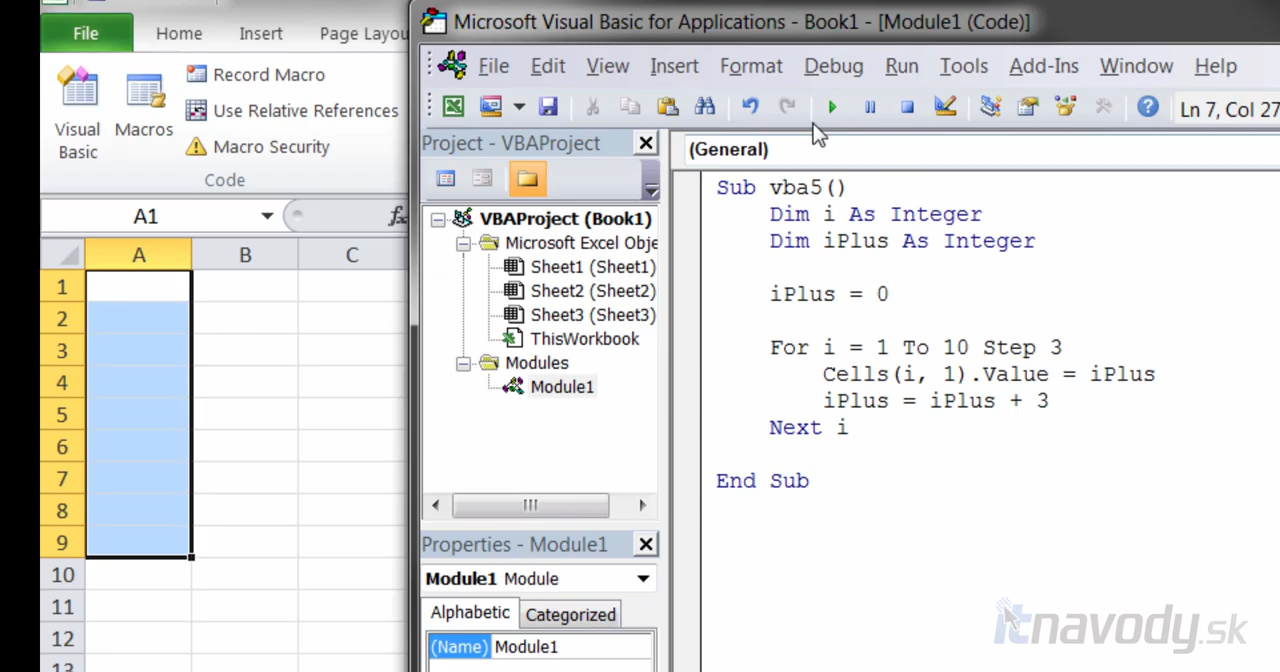 Microsoft Visual Basic for Applications - Book1 - [Module1 (Code)]
File Home Insert Page Layou
File Edit View Insert Format Debug Run Tools Add-Ins Window Help
Record Macro
Use Relative References
Macro Security
Visual Basic
Macros
Code
Ln 7, Col 27
Project - VBAProject
(General)
A1
fx
A B C
1
2
3
4
5
6
7
8
9
10
11
12
13
VBAProject (Book1)
Microsoft Excel Obje
Sheet1 (Sheet1)
Sheet2 (Sheet2)
Sheet3 (Sheet3)
ThisWorkbook
Modules
Module1
Properties - Module1
Module1 Module
Alphabetic Categorized
(Name) Module1
Sub vba5()
Dim i As Integer
Dim iPlus As Integer
iPlus = 0
For i = 1 To 10 Step 3
Cells(i, 1).Value = iPlus
iPlus = iPlus + 3
Next i
End Sub
itnavody.sk